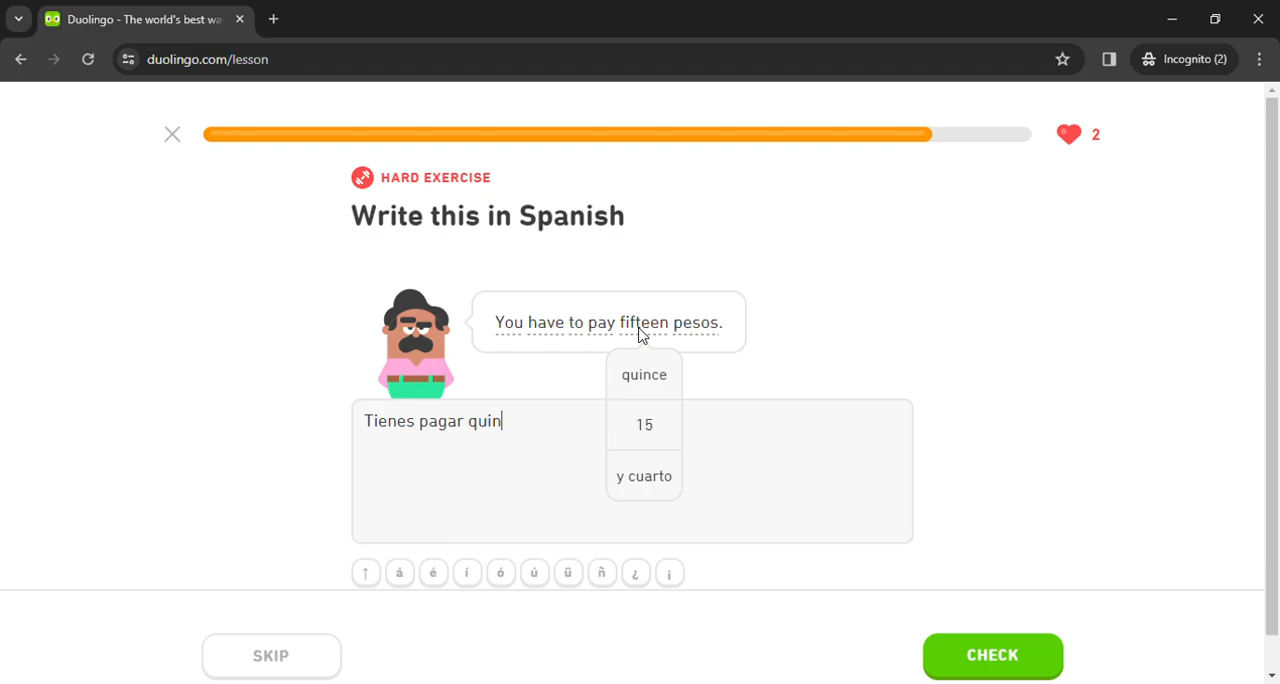 Duolingo - The world's best wa
duolingo.com/lesson
Incognito (2)
2
HARD EXERCISE
Write this in Spanish
You have to pay fifteen pesos.
quince
15
y cuarto
Tienes pagar quin
↑ á é í ó ú ü ñ ¿ ¡
SKIP
CHECK